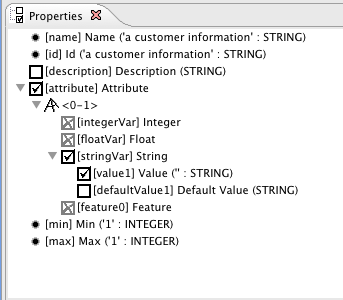 Properties
[name] Name ('a customer information' : STRING)
[id] Id ('a customer information' : STRING)
[description] Description (STRING)
[attribute] Attribute
<0-1>
[integerVar] Integer
[floatVar] Float
[stringVar] String
[value1] Value ('' : STRING)
[defaultValue1] Default Value (STRING)
[feature0] Feature
[min] Min ('1' : INTEGER)
[max] Max ('1' : INTEGER)